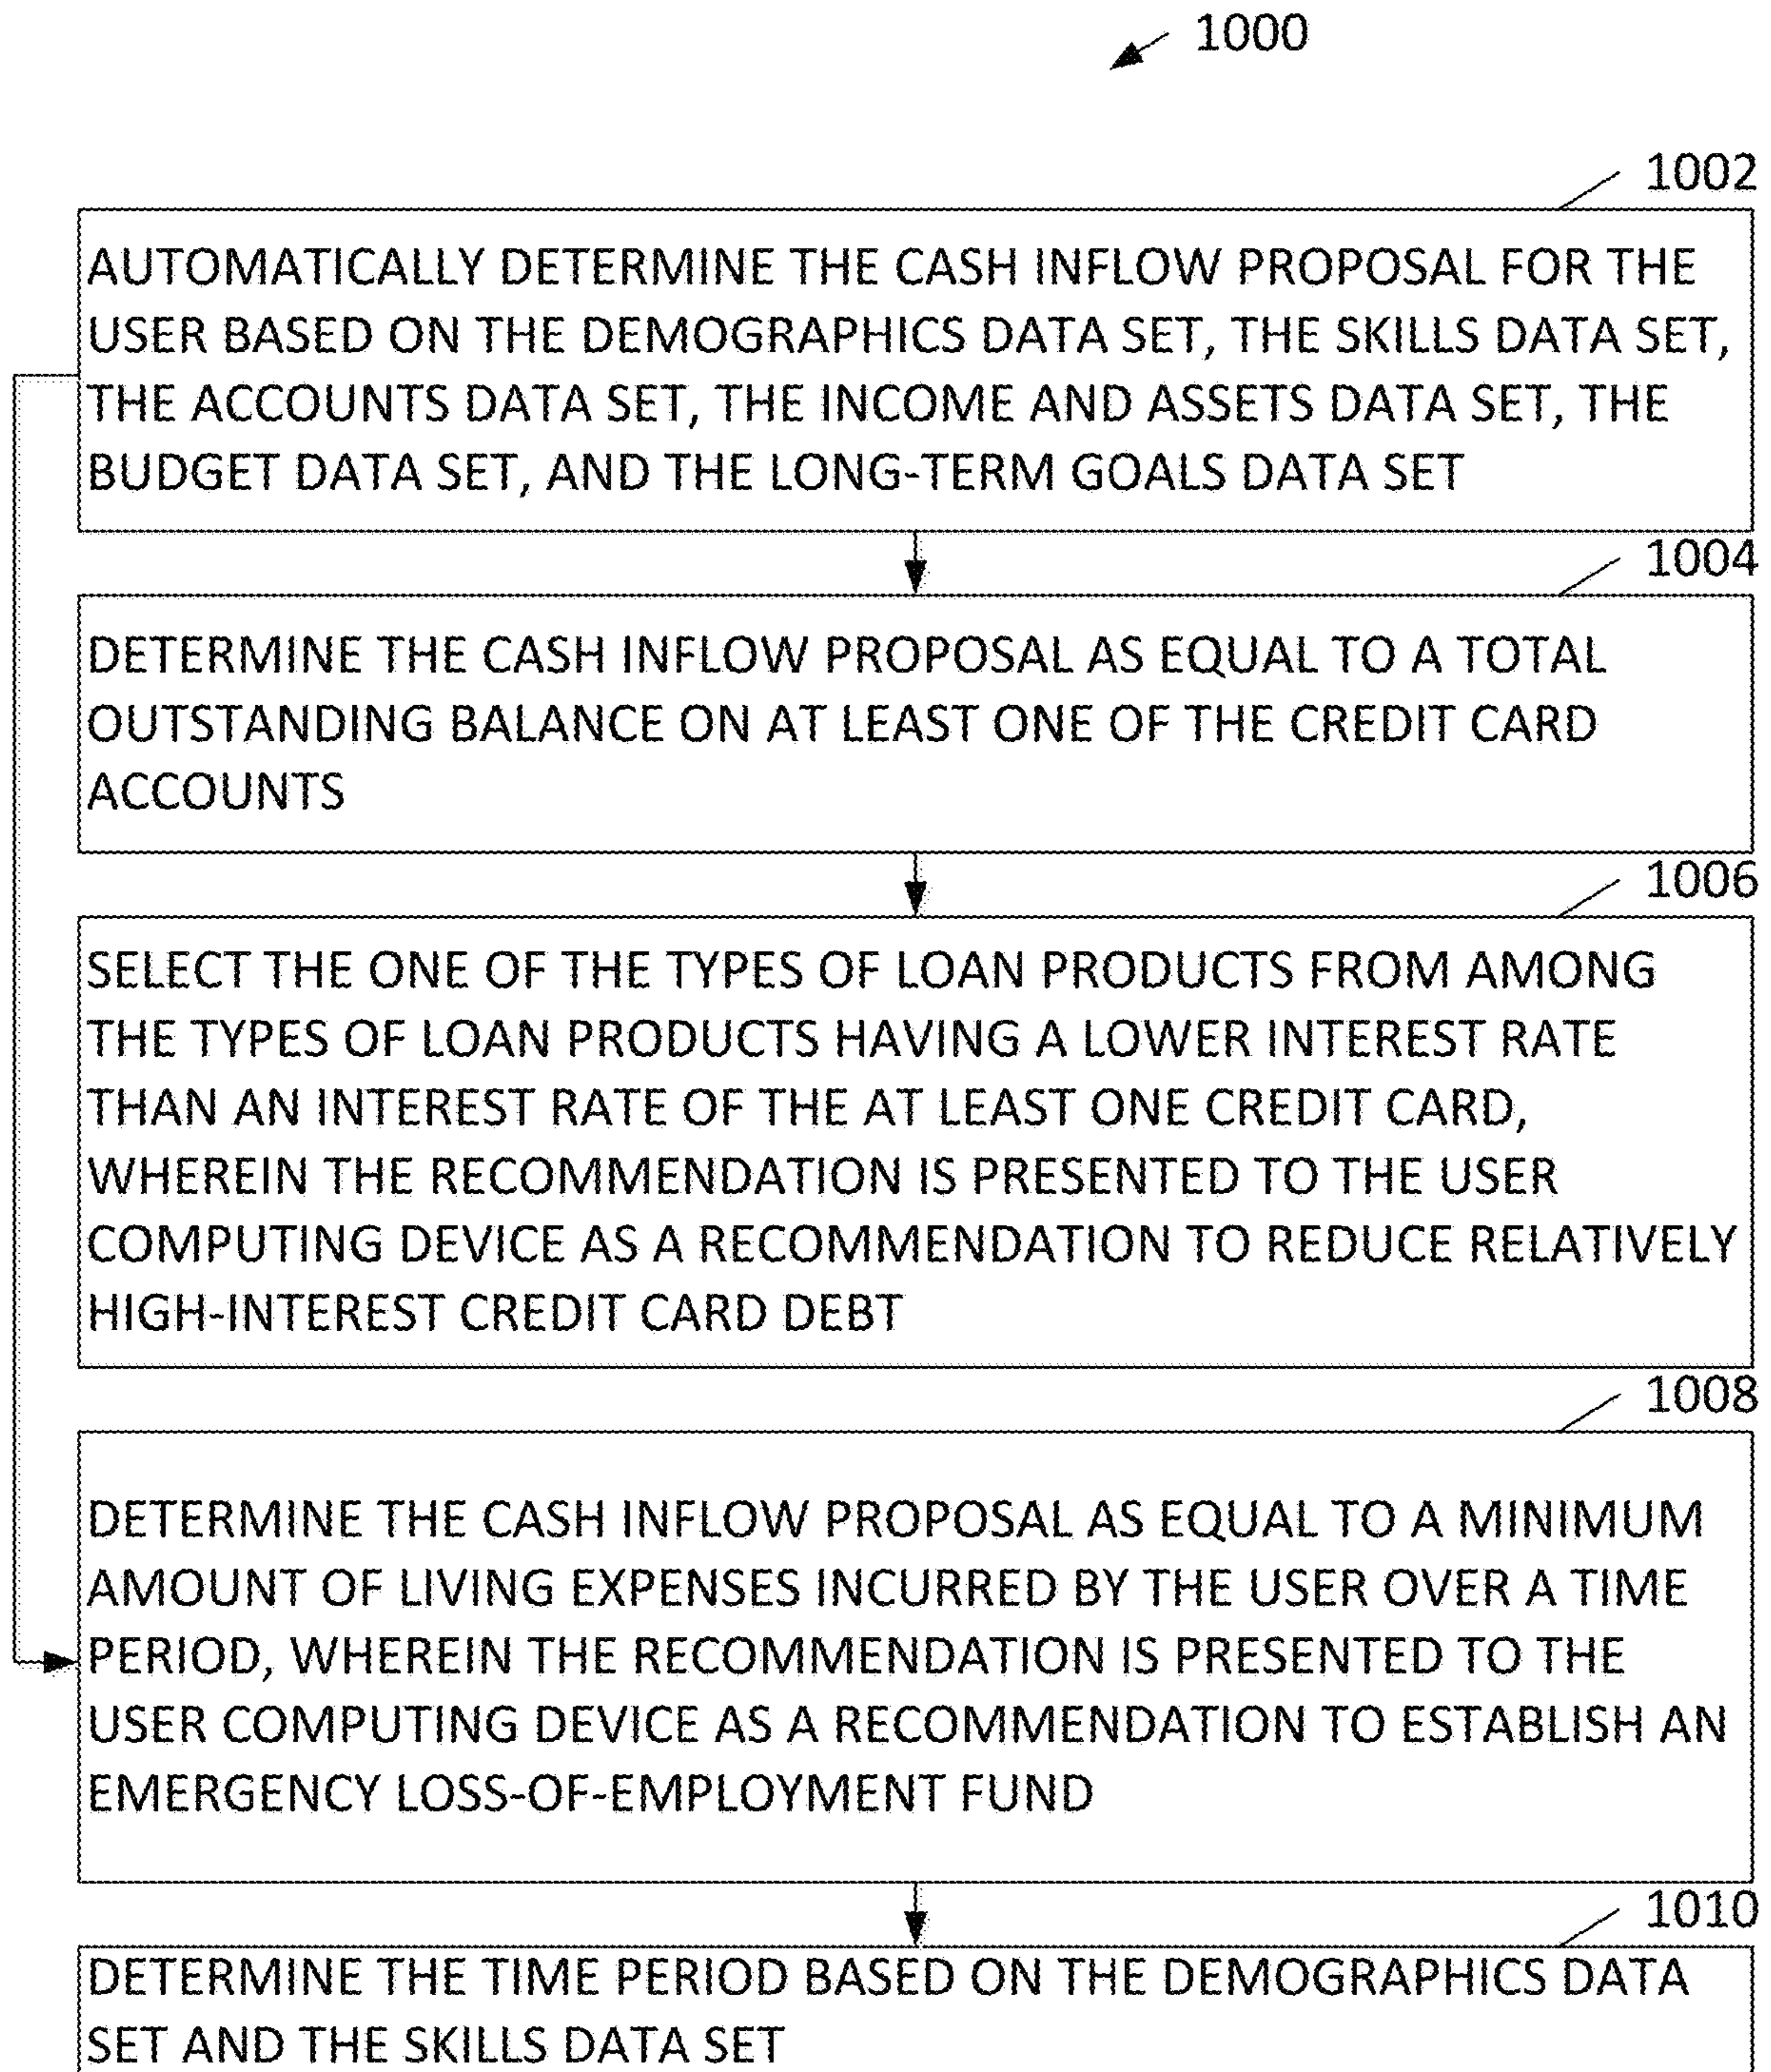 1000
1002
AUTOMATICALLY DETERMINE THE CASH INFLOW PROPOSAL FOR THE
USER BASED ON THE DEMOGRAPHICS DATA SET, THE SKILLS DATA SET,
THE ACCOUNTS DATA SET, THE INCOME AND ASSETS DATA SET, THE
BUDGET DATA SET, AND THE LONG-TERM GOALS DATA SET
1004
DETERMINE THE CASH INFLOW PROPOSAL AS EQUAL TO A TOTAL
OUTSTANDING BALANCE ON AT LEAST ONE OF THE CREDIT CARD
ACCOUNTS
1006
SELECT THE ONE OF THE TYPES OF LOAN PRODUCTS FROM AMONG
THE TYPES OF LOAN PRODUCTS HAVING A LOWER INTEREST RATE
THAN AN INTEREST RATE OF THE AT LEAST ONE CREDIT CARD,
WHEREIN THE RECOMMENDATION IS PRESENTED TO THE USER
COMPUTING DEVICE AS A RECOMMENDATION TO REDUCE RELATIVELY
HIGH-INTEREST CREDIT CARD DEBT
1008
DETERMINE THE CASH INFLOW PROPOSAL AS EQUAL TO A MINIMUM
AMOUNT OF LIVING EXPENSES INCURRED BY THE USER OVER A TIME
PERIOD, WHEREIN THE RECOMMENDATION IS PRESENTED TO THE
USER COMPUTING DEVICE AS A RECOMMENDATION TO ESTABLISH AN
EMERGENCY LOSS-OF-EMPLOYMENT FUND
1010
DETERMINE THE TIME PERIOD BASED ON THE DEMOGRAPHICS DATA
SET AND THE SKILLS DATA SET